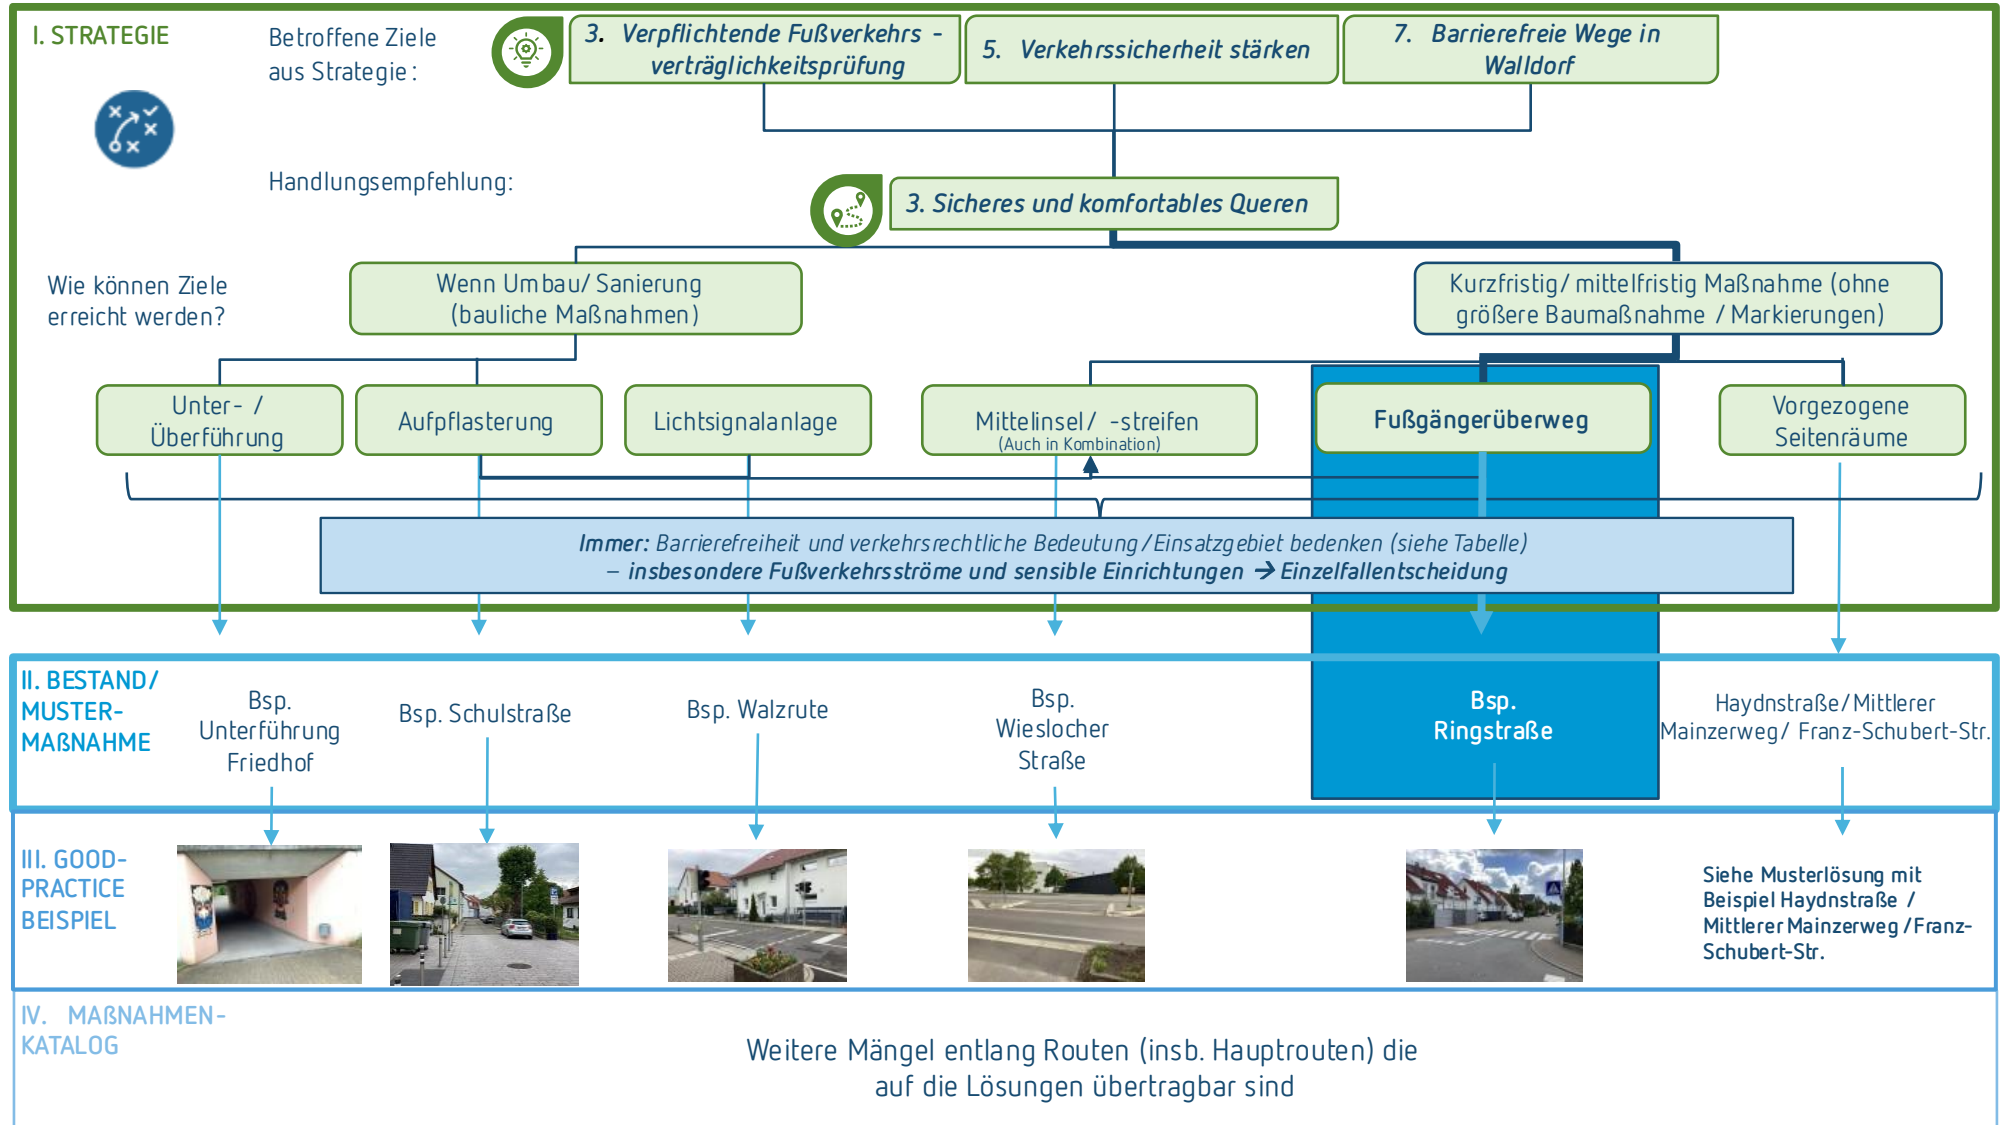 I. STRATEGIE
Betroffene Ziele
aus Strategie:
3. Verpflichtende Fußverkehrs -
verträglichkeitsprüfung
5. Verkehrssicherheit stärken
7. Barrierefreie Wege in
Walldorf
Handlungsempfehlung:
3. Sicheres und komfortables Queren
Wie können Ziele
erreicht werden?
Wenn Umbau/ Sanierung
(bauliche Maßnahmen)
Kurzfristig/ mittelfristig Maßnahme (ohne
größere Baumaßnahme / Markierungen)
Unter- /
Überführung
Aufpflasterung
Lichtsignalanlage
Mittelinsel/ -streifen
(Auch in Kombination)
Fußgängerüberweg
Vorgezogene
Seitenräume
Immer: Barrierefreiheit und verkehrsrechtliche Bedeutung/Einsatzgebiet bedenken (siehe Tabelle)
– insbesondere Fußverkehrsströme und sensible Einrichtungen → Einzelfallentscheidung
II. BESTAND/
MUSTER-
MAßNAHME
Bsp.
Unterführung
Friedhof
Bsp. Schulstraße
Bsp. Walzrute
Bsp.
Wieslocher
Straße
Bsp.
Ringstraße
Haydnstraße/Mittlerer
Mainzerweg/ Franz-Schubert-Str.
III. GOOD-
PRACTICE
BEISPIEL
Siehe Musterlösung mit
Beispiel Haydnstraße /
Mittlerer Mainzerweg /Franz-
Schubert-Str.
IV. MAßNAHMEN-
KATALOG
Weitere Mängel entlang Routen (insb. Hauptrouten) die
auf die Lösungen übertragbar sind